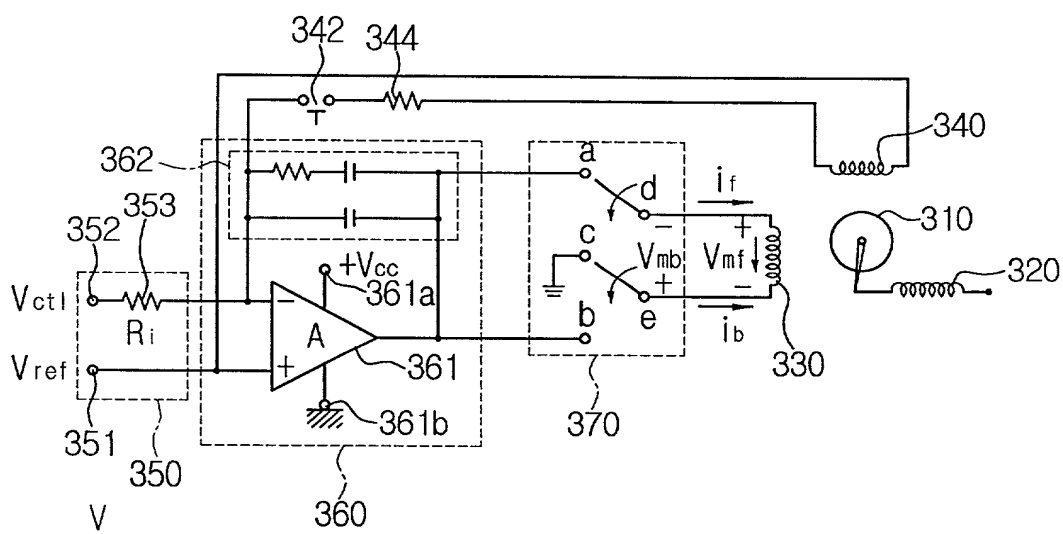 342
344
362
a
d
i_f
340
353
352
c
V_mb
V_mf
310
+V_cc
361a
320
V_ctl
R_i
A
361
b
e
i_b
330
V_ref
361b
370
351
350
360
V